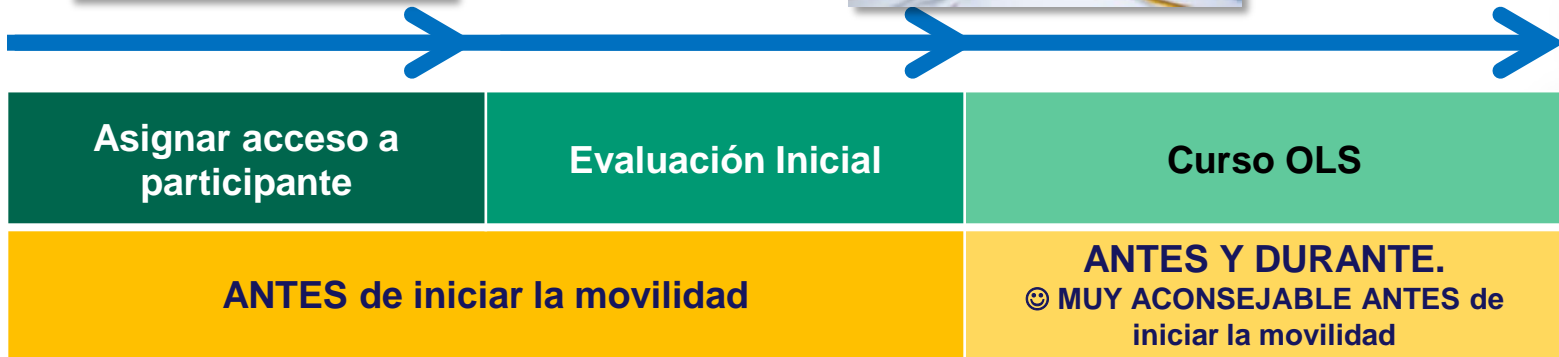 Asignar acceso a
participante
Evaluación Inicial
Curso OLS
ANTES de iniciar la movilidad
ANTES Y DURANTE.
☺ MUY ACONSEJABLE ANTES de
iniciar la movilidad